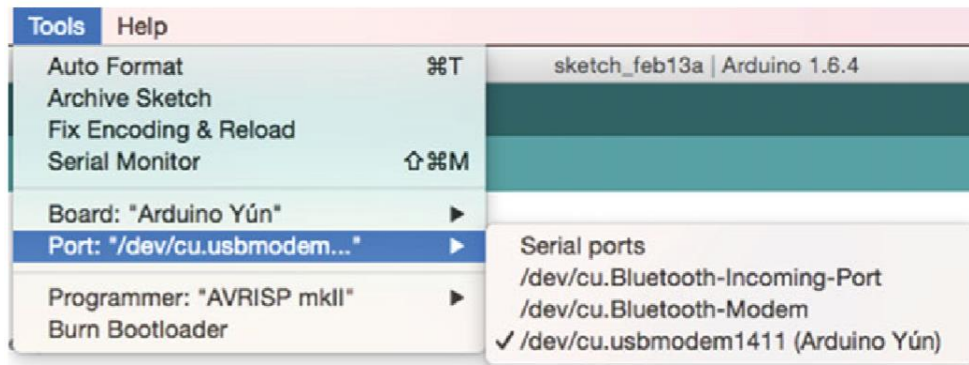 Tools Help
Auto Format ⌘T
sketch_feb13a | Arduino 1.6.4
Archive Sketch
Fix Encoding & Reload
Serial Monitor ⇧⌘M
Board: "Arduino Yún" ▶
Port: "/dev/cu.usbmodem..." ▶
Serial ports
/dev/cu.Bluetooth-Incoming-Port
/dev/cu.Bluetooth-Modem
✓ /dev/cu.usbmodem1411 (Arduino Yún)
Programmer: "AVRISP mkII" ▶
Burn Bootloader